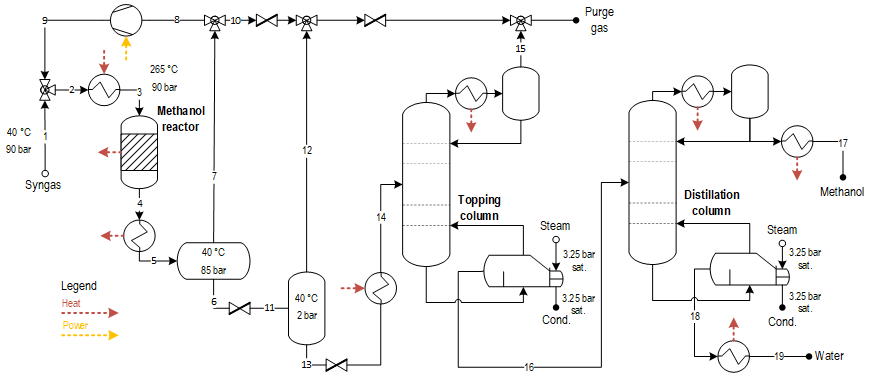 9
8
10
Purge
gas
15
2
3
265 °C
90 bar
Methanol
reactor
40 °C
90 bar
1
Syngas
4
5
7
12
14
Topping
column
Distillation
column
17
Methanol
40 °C
85 bar
6
11
40 °C
2 bar
13
Steam
3.25 bar
sat.
3.25 bar
sat.
Cond.
16
Steam
3.25 bar
sat.
3.25 bar
sat.
Cond.
18
19
Water
Legend
Heat
Power